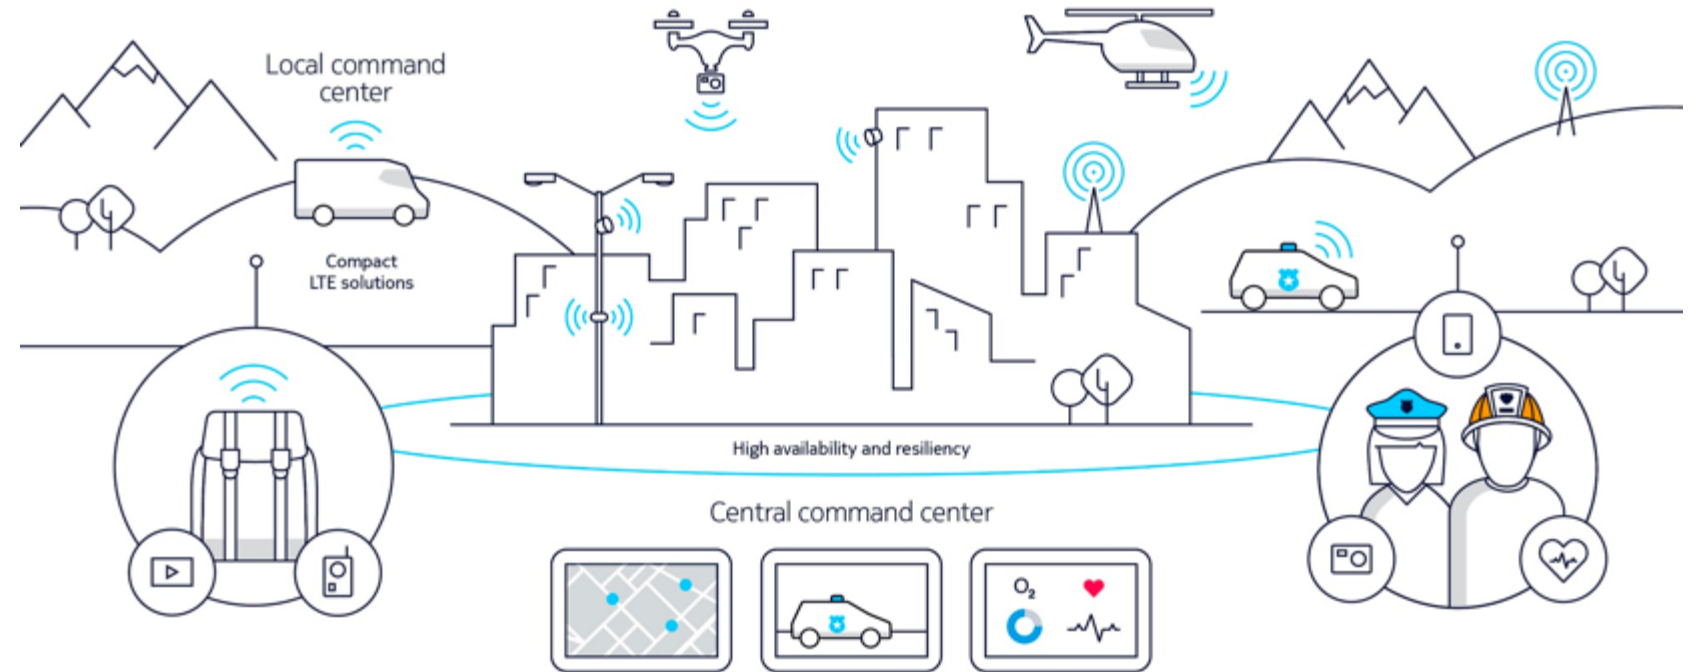 Local command
center
Compact
LTE solutions
High availability and resiliency
Central command center
O₂